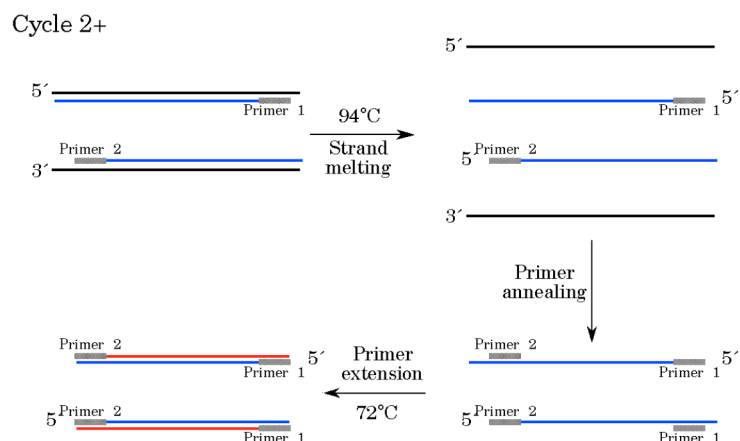 Cycle 2+
5´
Primer 1
Primer 2
3´
94°C
Strand
melting
5´
5´
Primer 1
5´
Primer 2
3´
Primer
annealing
Primer 2
5´
Primer 1
5´
Primer 2
Primer 1
Primer
extension
72°C
Primer 2
5´
Primer 1
Primer 2
5´
Primer 1